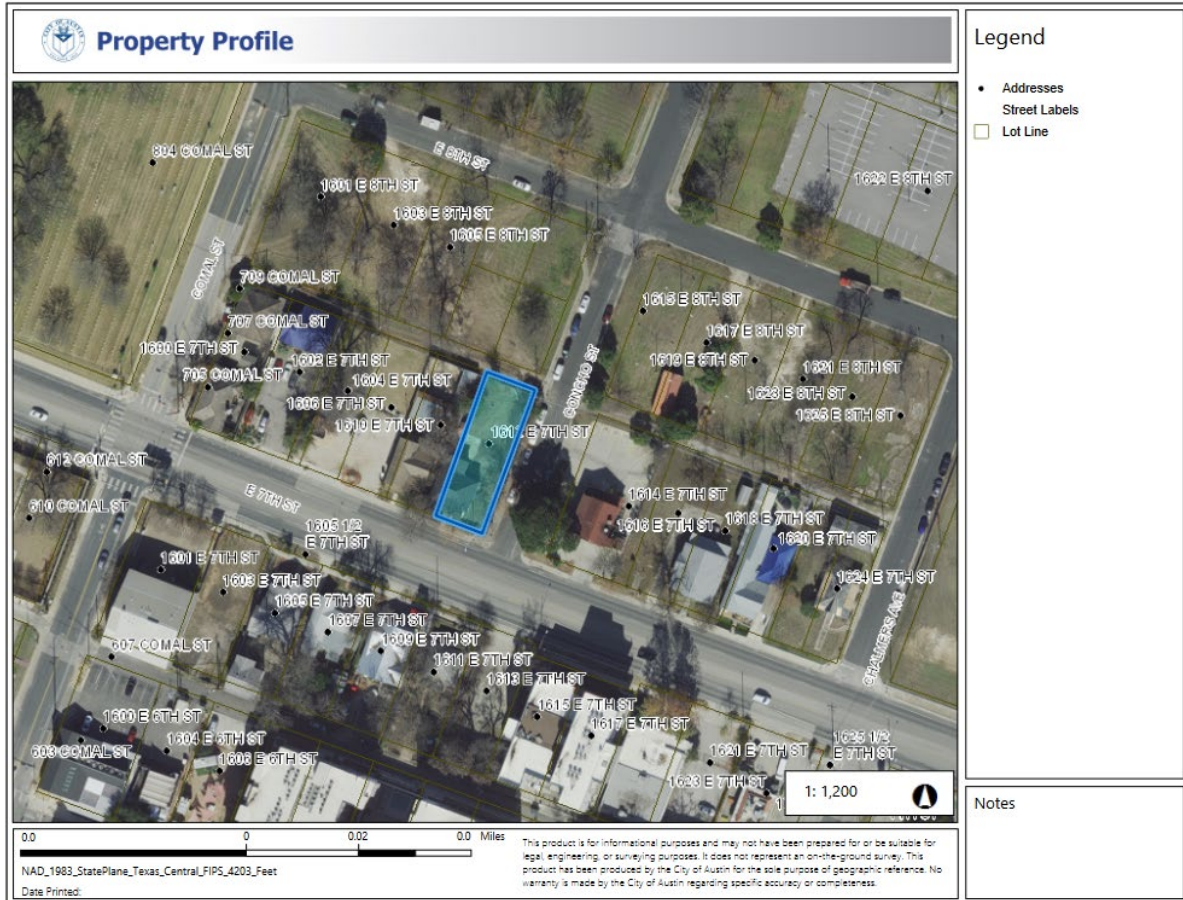 Property Profile
Legend
Addresses
Street Labels
Lot Line
804 COMAL ST
E 8TH ST
1622 E 8TH ST
1601 E 8TH ST
1603 E 8TH ST
1605 E 8TH ST
COMAL ST
709 COMAL ST
707 COMAL ST
1600 E 7TH ST
705 COMAL ST
1602 E 7TH ST
1604 E 7TH ST
1606 E 7TH ST
1610 E 7TH ST
1612 E 7TH ST
CONCHO ST
1615 E 8TH ST
1617 E 8TH ST
1619 E 8TH ST
1621 E 8TH ST
1623 E 8TH ST
1625 E 8TH ST
612 COMAL ST
610 COMAL ST
E 7TH ST
1605 1/2
E 7TH ST
1614 E 7TH ST
1616 E 7TH ST
1618 E 7TH ST
1620 E 7TH ST
1624 E 7TH ST
CHALMERS AVE
1601 E 7TH ST
1603 E 7TH ST
1605 E 7TH ST
1607 E 7TH ST
1609 E 7TH ST
1611 E 7TH ST
1613 E 7TH ST
1615 E 7TH ST
1617 E 7TH ST
607 COMAL ST
1600 E 6TH ST
603 COMAL ST
1604 E 6TH ST
1606 E 6TH ST
1621 E 7TH ST
1623 E 7TH ST
1625 1/2
E 7TH ST
1: 1,200
Notes
0.0 0 0.02 0.0 Miles
NAD_1983_StatePlane_Texas_Central_FIPS_4203_Feet
Date Printed:
This product is for informational purposes and may not have been prepared for or be suitable for
legal, engineering, or surveying purposes. It does not represent an on-the-ground survey. This
product has been produced by the City of Austin for the sole purpose of geographic reference. No
warranty is made by the City of Austin regarding specific accuracy or completeness.